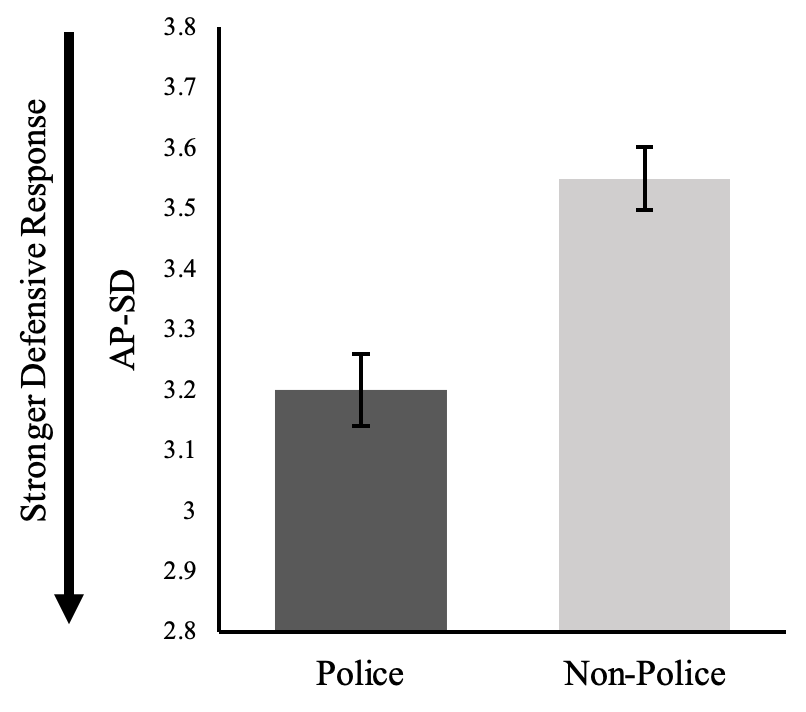 Stronger Defensive Response
AP-SD
3.8
3.7
3.6
3.5
3.4
3.3
3.2
3.1
3
2.9
2.8
Police
Non-Police